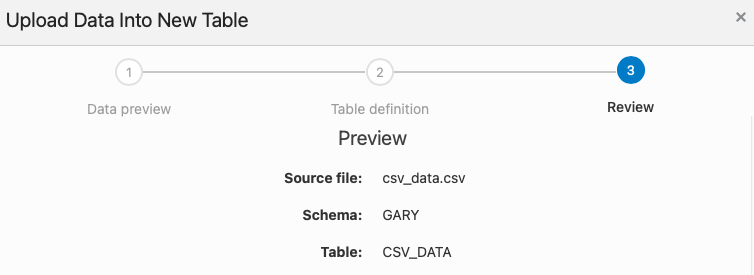 Upload Data Into New Table ×
1 2 3
Data preview Table definition Review
Preview
Source file: csv_data.csv
Schema: GARY
Table: CSV_DATA